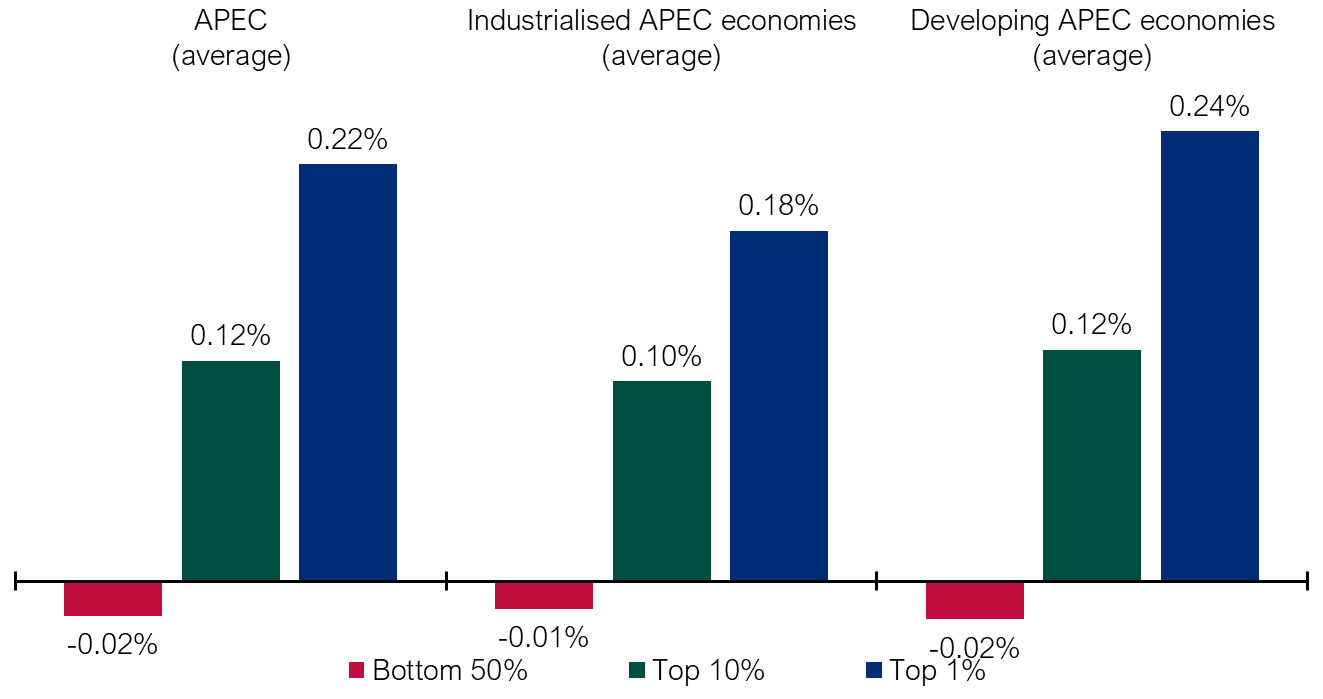 APEC
(average)
Industrialised APEC economies
(average)
Developing APEC economies
(average)
0.22%
0.12%
-0.02%
0.18%
0.10%
-0.01%
0.24%
0.12%
-0.02%
Bottom 50%
Top 10%
Top 1%